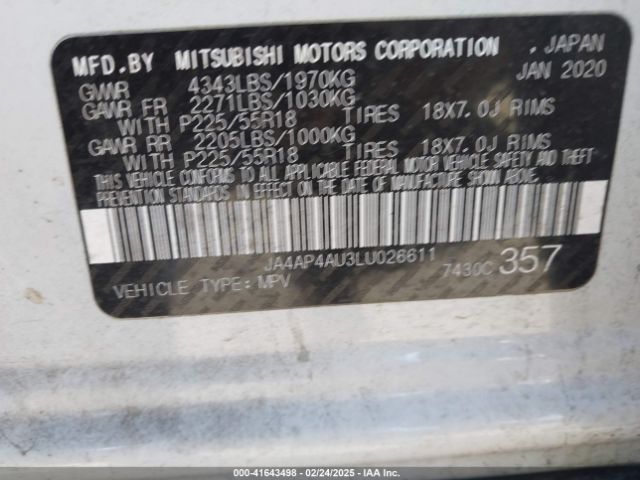 MFD. BY MITSUBISHI MOTORS CORPORATION . JAPAN
GVWR 4343LBS/1970KG JAN 2020
GAWR FR 2271LBS/1030KG
WITH P225/55R18 TIRES 18X7.0J RIMS
GAWR RR 2205LBS/1000KG
WITH P225/55R18 TIRES 18X7.0J RIMS
THIS VEHICLE CONFORMS TO ALL APPLICABLE FEDERAL MOTOR VEHICLE SAFETY AND THEFT
PREVENTION STANDARDS IN EFFECT ON THE DATE OF MANUFACTURE SHOWN ABOVE.
JA4AP4AU3LU026611
VEHICLE TYPE: MPV 7430C 357
000-41643498 - 02/24/2025 - IAAI.CA